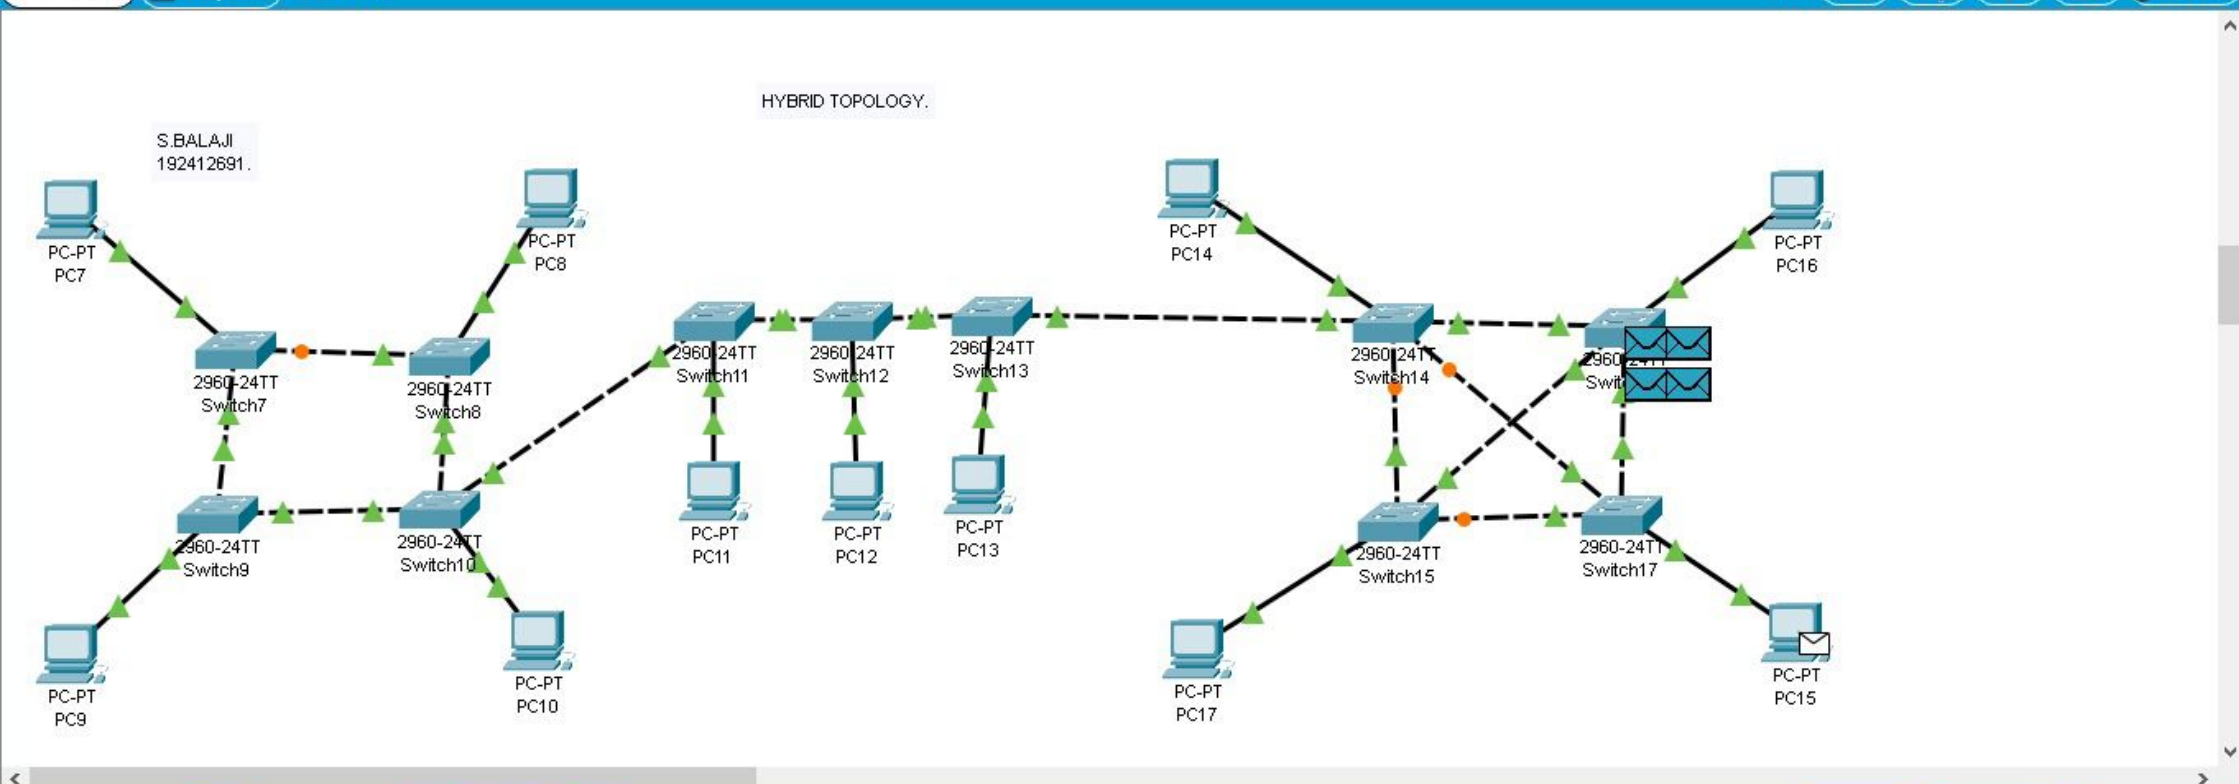 HYBRID TOPOLOGY.
S.BALAJI
192412691.
PC-PT
PC7
PC-PT
PC8
PC-PT
PC14
PC-PT
PC16
2960-24TT
Switch7
2960-24TT
Switch8
2960-24TT
Switch11
2960-24TT
Switch12
2960-24TT
Switch13
2960-24TT
Switch14
2960-24TT
Switch9
2960-24TT
Switch10
PC-PT
PC11
PC-PT
PC12
PC-PT
PC13
2960-24TT
Switch15
2960-24TT
Switch17
PC-PT
PC9
PC-PT
PC10
PC-PT
PC17
PC-PT
PC15